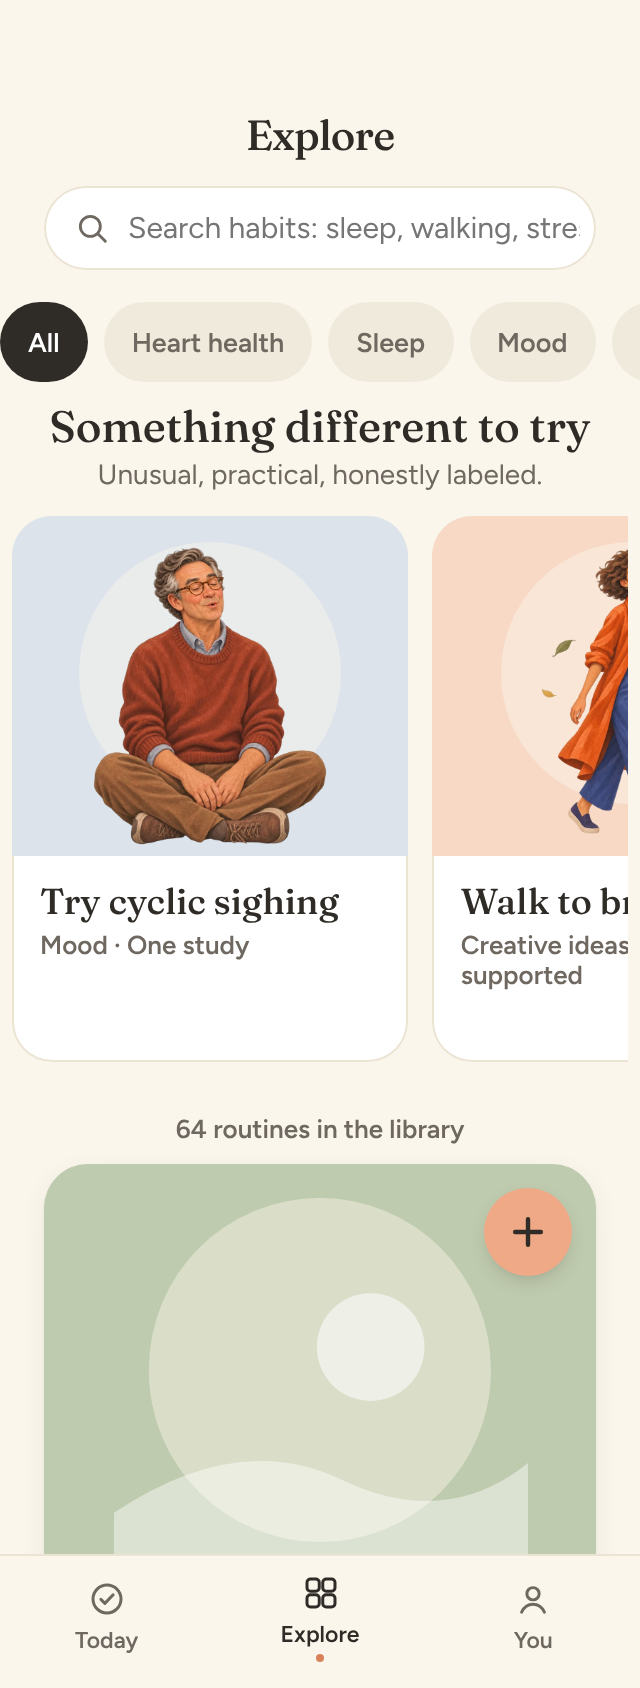 Explore
Search habits: sleep, walking, stre
All
Heart health
Sleep
Mood
Something different to try
Unusual, practical, honestly labeled.
Try cyclic sighing
Mood · One study
Walk to br
Creative ideas
supported
64 routines in the library
Today
Explore
You